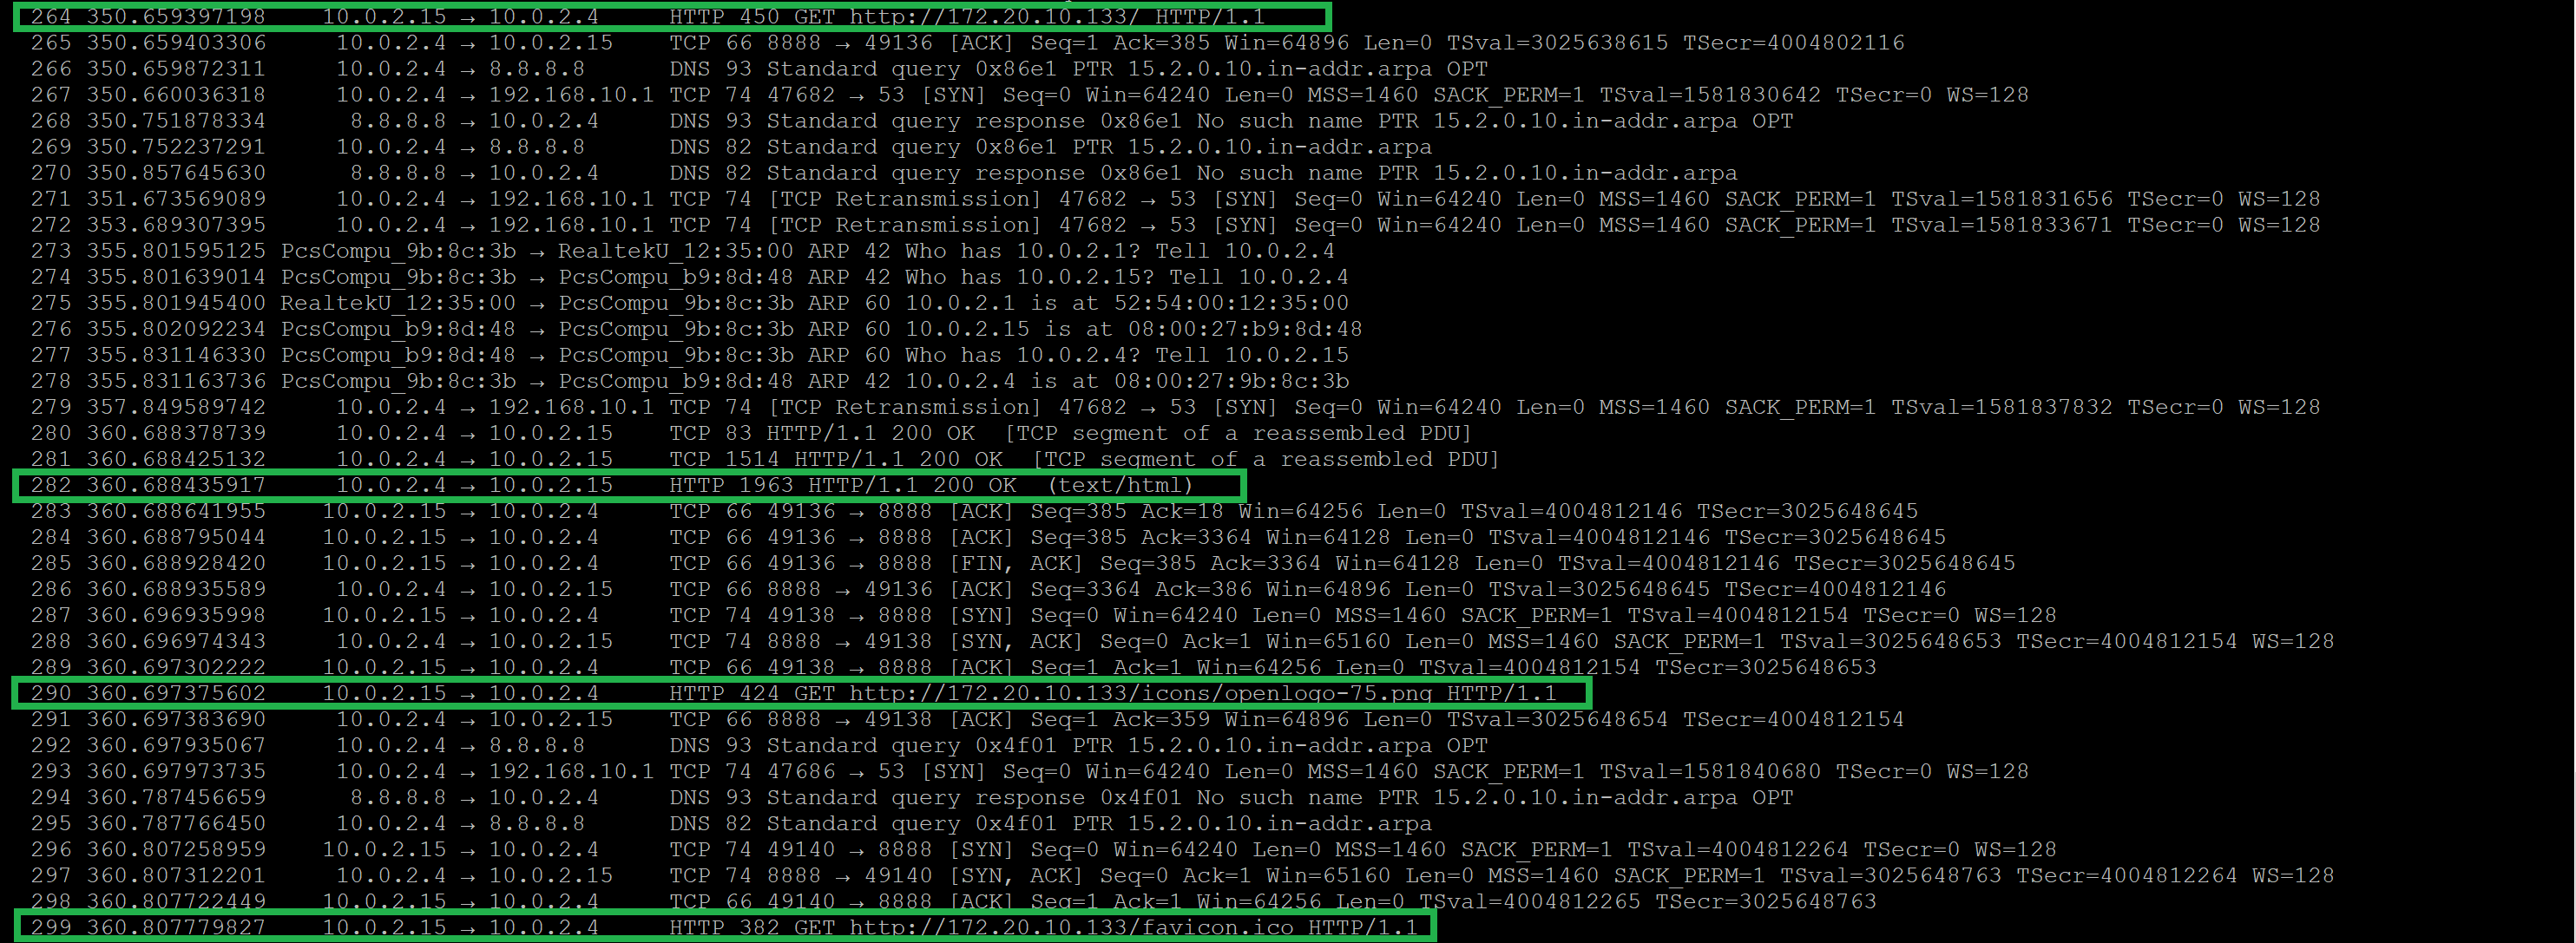 264 350.659397198 10.0.2.15 → 10.0.2.4 HTTP 450 GET http://172.20.10.133/ HTTP/1.1
265 350.659403306 10.0.2.4 → 10.0.2.15 TCP 66 8888 → 49136 [ACK] Seq=1 Ack=385 Win=64896 Len=0 TSval=3025638615 TSecr=4004802116
266 350.659872311 10.0.2.4 → 8.8.8.8 DNS 93 Standard query 0x86e1 PTR 15.2.0.10.in-addr.arpa OPT
267 350.660036318 10.0.2.4 → 192.168.10.1 TCP 74 47682 → 53 [SYN] Seq=0 Win=64240 Len=0 MSS=1460 SACK_PERM=1 TSval=1581830642 TSecr=0 WS=128
268 350.751878334 8.8.8.8 → 10.0.2.4 DNS 93 Standard query response 0x86e1 No such name PTR 15.2.0.10.in-addr.arpa OPT
269 350.752237291 10.0.2.4 → 8.8.8.8 DNS 82 Standard query 0x86e1 PTR 15.2.0.10.in-addr.arpa
270 350.857645630 8.8.8.8 → 10.0.2.4 DNS 82 Standard query response 0x86e1 No such name PTR 15.2.0.10.in-addr.arpa
271 351.673569089 10.0.2.4 → 192.168.10.1 TCP 74 [TCP Retransmission] 47682 → 53 [SYN] Seq=0 Win=64240 Len=0 MSS=1460 SACK_PERM=1 TSval=1581831656 TSecr=0 WS=128
272 353.689307395 10.0.2.4 → 192.168.10.1 TCP 74 [TCP Retransmission] 47682 → 53 [SYN] Seq=0 Win=64240 Len=0 MSS=1460 SACK_PERM=1 TSval=1581833671 TSecr=0 WS=128
273 355.801595125 PcsCompu_9b:8c:3b → RealtekU_12:35:00 ARP 42 Who has 10.0.2.1? Tell 10.0.2.4
274 355.801639014 PcsCompu_9b:8c:3b → PcsCompu_b9:8d:48 ARP 42 Who has 10.0.2.15? Tell 10.0.2.4
275 355.801945400 RealtekU_12:35:00 → PcsCompu_9b:8c:3b ARP 60 10.0.2.1 is at 52:54:00:12:35:00
276 355.802092234 PcsCompu_b9:8d:48 → PcsCompu_9b:8c:3b ARP 60 10.0.2.15 is at 08:00:27:b9:8d:48
277 355.831146330 PcsCompu_b9:8d:48 → PcsCompu_9b:8c:3b ARP 60 Who has 10.0.2.4? Tell 10.0.2.15
278 355.831163736 PcsCompu_9b:8c:3b → PcsCompu_b9:8d:48 ARP 42 10.0.2.4 is at 08:00:27:9b:8c:3b
279 357.849589742 10.0.2.4 → 192.168.10.1 TCP 74 [TCP Retransmission] 47682 → 53 [SYN] Seq=0 Win=64240 Len=0 MSS=1460 SACK_PERM=1 TSval=1581837832 TSecr=0 WS=128
280 360.688378739 10.0.2.4 → 10.0.2.15 TCP 83 HTTP/1.1 200 OK [TCP segment of a reassembled PDU]
281 360.688425132 10.0.2.4 → 10.0.2.15 TCP 1514 HTTP/1.1 200 OK [TCP segment of a reassembled PDU]
282 360.688435917 10.0.2.4 → 10.0.2.15 HTTP 1963 HTTP/1.1 200 OK (text/html)
283 360.688641955 10.0.2.15 → 10.0.2.4 TCP 66 49136 → 8888 [ACK] Seq=385 Ack=18 Win=64256 Len=0 TSval=4004812146 TSecr=3025648645
284 360.688795044 10.0.2.15 → 10.0.2.4 TCP 66 49136 → 8888 [ACK] Seq=385 Ack=3364 Win=64128 Len=0 TSval=4004812146 TSecr=3025648645
285 360.688928420 10.0.2.15 → 10.0.2.4 TCP 66 49136 → 8888 [FIN, ACK] Seq=385 Ack=3364 Win=64128 Len=0 TSval=4004812146 TSecr=3025648645
286 360.688935589 10.0.2.4 → 10.0.2.15 TCP 66 8888 → 49136 [ACK] Seq=3364 Ack=386 Win=64896 Len=0 TSval=3025648645 TSecr=4004812146
287 360.696935998 10.0.2.15 → 10.0.2.4 TCP 74 49138 → 8888 [SYN] Seq=0 Win=64240 Len=0 MSS=1460 SACK_PERM=1 TSval=4004812154 TSecr=0 WS=128
288 360.696974343 10.0.2.4 → 10.0.2.15 TCP 74 8888 → 49138 [SYN, ACK] Seq=0 Ack=1 Win=65160 Len=0 MSS=1460 SACK_PERM=1 TSval=3025648653 TSecr=4004812154 WS=128
289 360.697302222 10.0.2.15 → 10.0.2.4 TCP 66 49138 → 8888 [ACK] Seq=1 Ack=1 Win=64256 Len=0 TSval=4004812154 TSecr=3025648653
290 360.697375602 10.0.2.15 → 10.0.2.4 HTTP 424 GET http://172.20.10.133/icons/openlogo-75.png HTTP/1.1
291 360.697383690 10.0.2.4 → 10.0.2.15 TCP 66 8888 → 49138 [ACK] Seq=1 Ack=359 Win=64896 Len=0 TSval=3025648654 TSecr=4004812154
292 360.697935067 10.0.2.4 → 8.8.8.8 DNS 93 Standard query 0x4f01 PTR 15.2.0.10.in-addr.arpa OPT
293 360.697973735 10.0.2.4 → 192.168.10.1 TCP 74 47686 → 53 [SYN] Seq=0 Win=64240 Len=0 MSS=1460 SACK_PERM=1 TSval=1581840680 TSecr=0 WS=128
294 360.787456659 8.8.8.8 → 10.0.2.4 DNS 93 Standard query response 0x4f01 No such name PTR 15.2.0.10.in-addr.arpa OPT
295 360.787766450 10.0.2.4 → 8.8.8.8 DNS 82 Standard query 0x4f01 PTR 15.2.0.10.in-addr.arpa
296 360.807258959 10.0.2.15 → 10.0.2.4 TCP 74 49140 → 8888 [SYN] Seq=0 Win=64240 Len=0 MSS=1460 SACK_PERM=1 TSval=4004812264 TSecr=0 WS=128
297 360.807312201 10.0.2.4 → 10.0.2.15 TCP 74 8888 → 49140 [SYN, ACK] Seq=0 Ack=1 Win=65160 Len=0 MSS=1460 SACK_PERM=1 TSval=3025648763 TSecr=4004812264 WS=128
298 360.807722449 10.0.2.15 → 10.0.2.4 TCP 66 49140 → 8888 [ACK] Seq=1 Ack=1 Win=64256 Len=0 TSval=4004812265 TSecr=3025648763
299 360.807779827 10.0.2.15 → 10.0.2.4 HTTP 382 GET http://172.20.10.133/favicon.ico HTTP/1.1